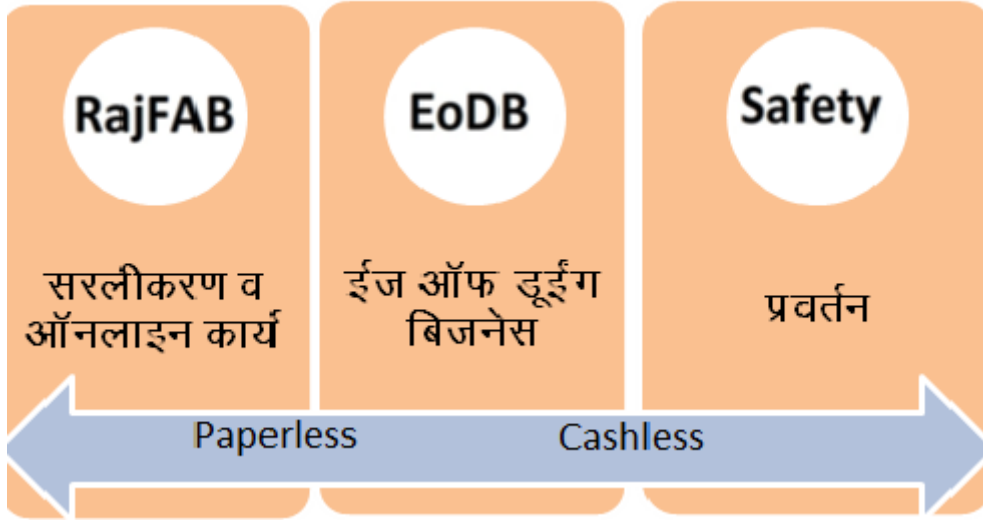 RajFAB
EoDB
Safety
सरलीकरण व
ऑनलाइन कार्य
ईज ऑफ डूईंग
बिजनेस
प्रवर्तन
Paperless
Cashless